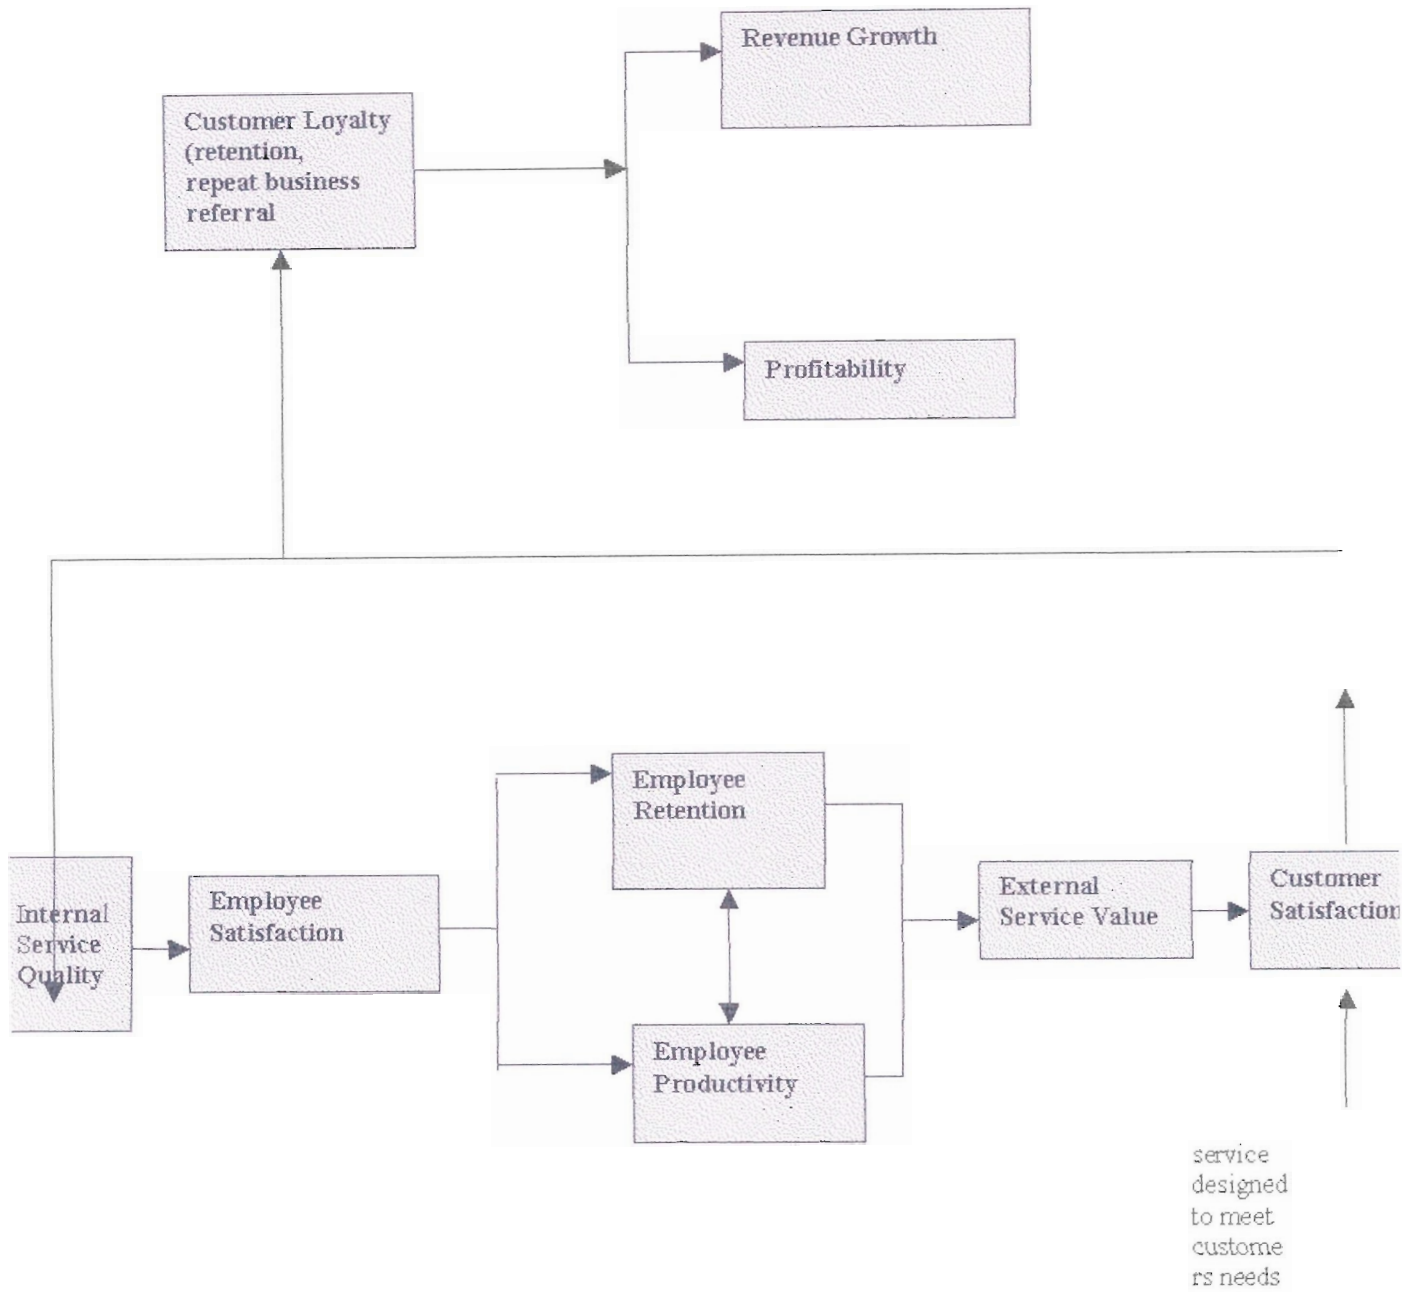 Revenue Growth
Customer Loyalty
(retention,
repeat business
referral
Profitability
Employee
Retention
Internal
Service
Quality
Employee
Satisfaction
External
Service Value
Customer
Satisfaction
Employee
Productivity
service
designed
to meet
custome
rs needs